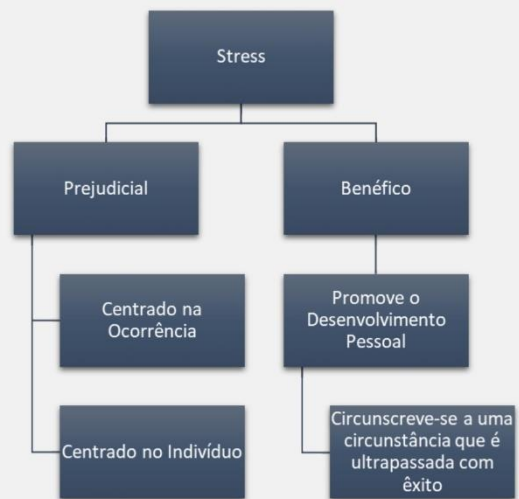 Stress
Prejudicial
Benéfico
Centrado na
Ocorrência
Promove o
Desenvolvimento
Pessoal
Centrado no Indivíduo
Circunscreve-se a uma
circunstância que é
ultrapassada com
êxito